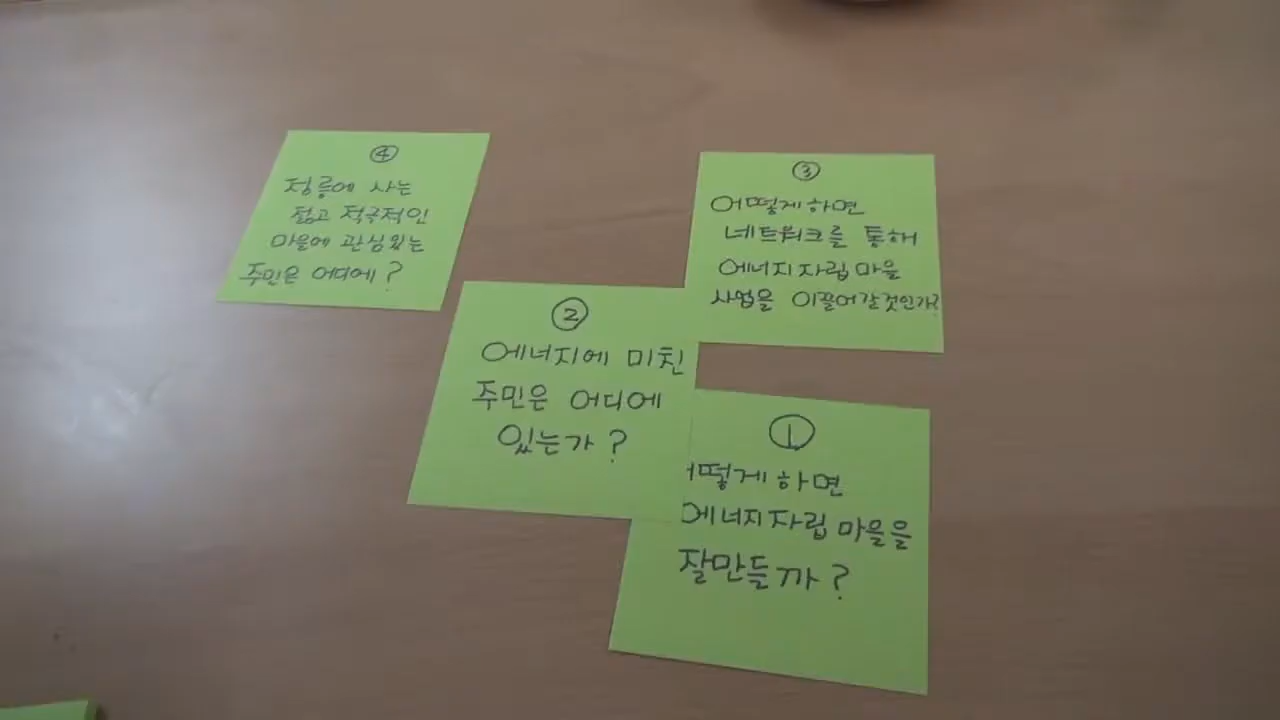 ④
정릉에 사는
젊고 적극적인
마을에 관심있는
주민은 어디에?
③
어떻게하면
네트워크를 통해
에너지자립마을
사업을 이끌어갈것인가?
②
에너지에 미친
주민은 어디에
있는가?
①
어떻게하면
에너지자립마을을
잘만들까?